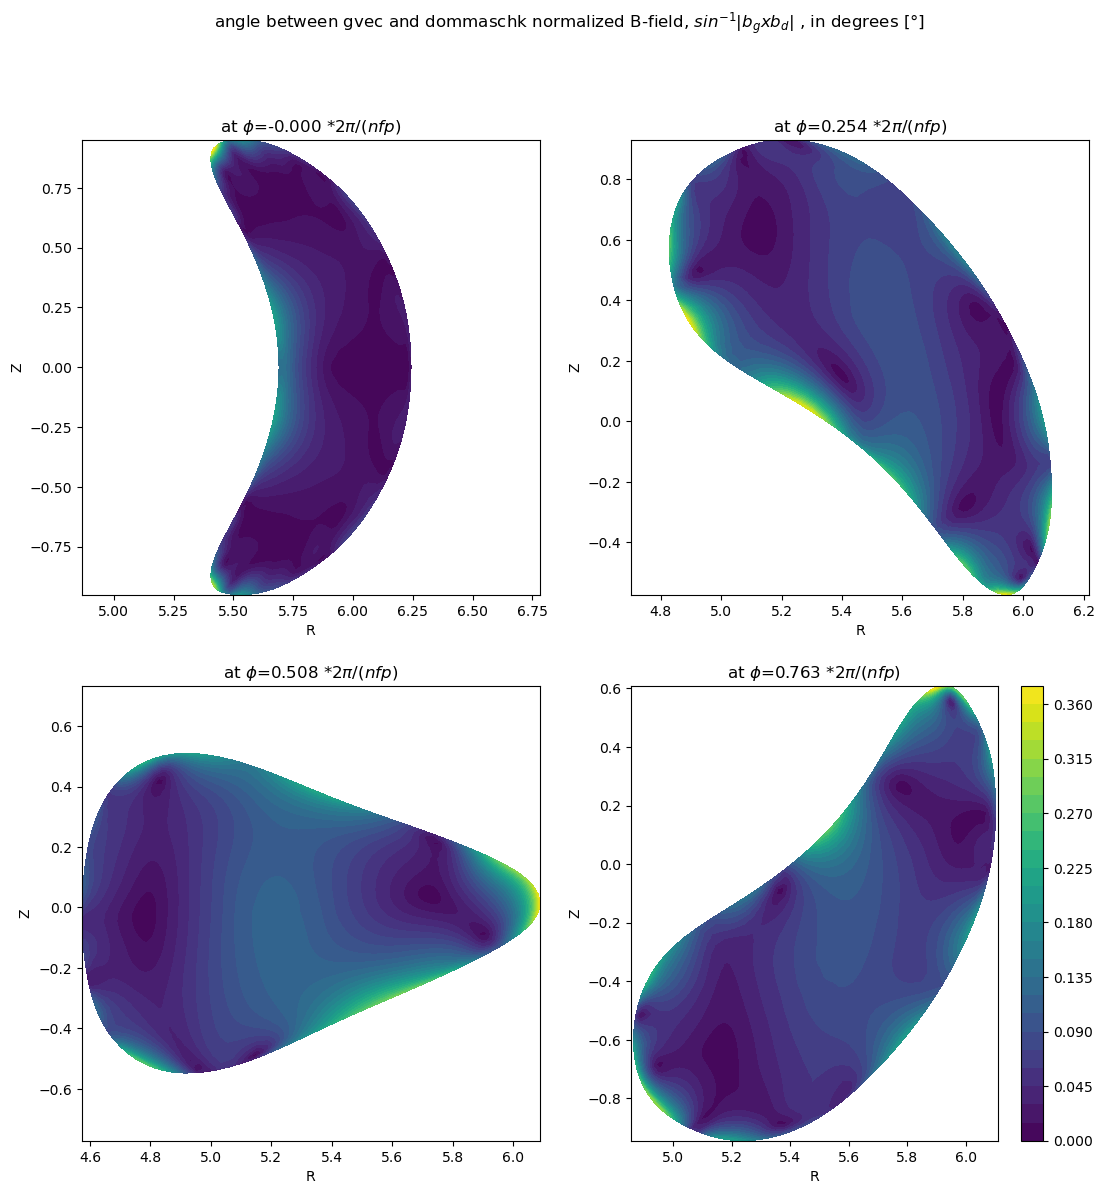 angle between gvec and dommaschk normalized B-field, $sin^{-1}|b_g x b_d|$ , in degrees [°]
at ϕ=-0.000 *2π/(nfp)
Z
0.75
0.50
0.25
0.00
−0.25
−0.50
−0.75
5.00 5.25 5.50 5.75 6.00 6.25 6.50 6.75
R
at ϕ=0.254 *2π/(nfp)
Z
0.8
0.6
0.4
0.2
0.0
−0.2
−0.4
4.8 5.0 5.2 5.4 5.6 5.8 6.0 6.2
R
at ϕ=0.508 *2π/(nfp)
Z
0.6
0.4
0.2
0.0
−0.2
−0.4
−0.6
4.6 4.8 5.0 5.2 5.4 5.6 5.8 6.0
R
at ϕ=0.763 *2π/(nfp)
Z
0.6
0.4
0.2
0.0
−0.2
−0.4
−0.6
−0.8
5.0 5.2 5.4 5.6 5.8 6.0
R
0.360
0.315
0.270
0.225
0.180
0.135
0.090
0.045
0.000